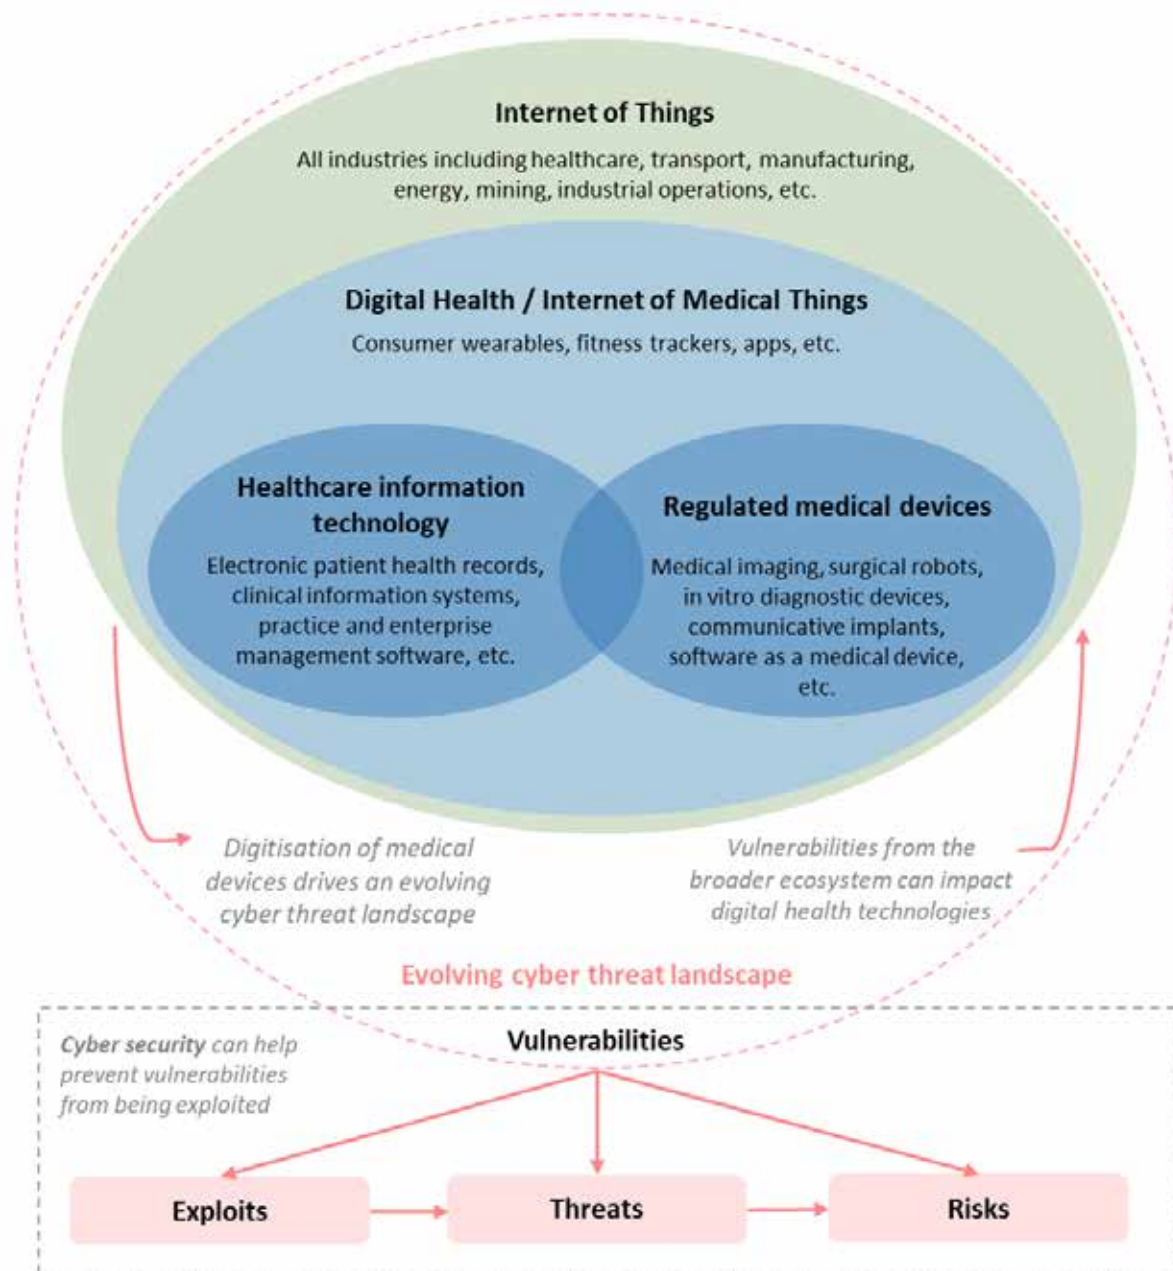 Internet of Things
All industries including healthcare, transport, manufacturing,
energy, mining, industrial operations, etc.
Digital Health / Internet of Medical Things
Consumer wearables, fitness trackers, apps, etc.
Healthcare information
technology
Electronic patient health records,
clinical information systems,
practice and enterprise
management software, etc.
Regulated medical devices
Medical imaging, surgical robots,
in vitro diagnostic devices,
communicative implants,
software as a medical device,
etc.
Digitisation of medical
devices drives an evolving
cyber threat landscape
Vulnerabilities from the
broader ecosystem can impact
digital health technologies
Evolving cyber threat landscape
Cyber security can help
prevent vulnerabilities
from being exploited
Vulnerabilities
Exploits
Threats
Risks